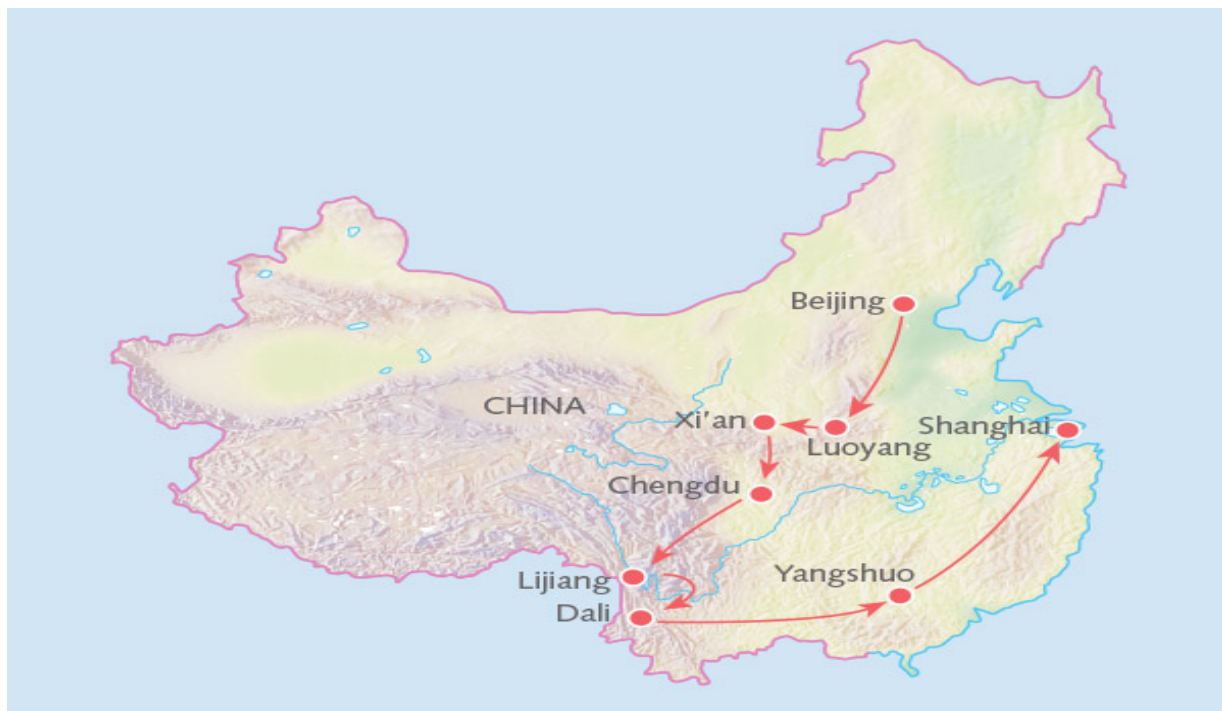 Beijing
CHINA
Xi'an
Shanghai
Luoyang
Chengdu
Yangshuo
Lijiang
Dali